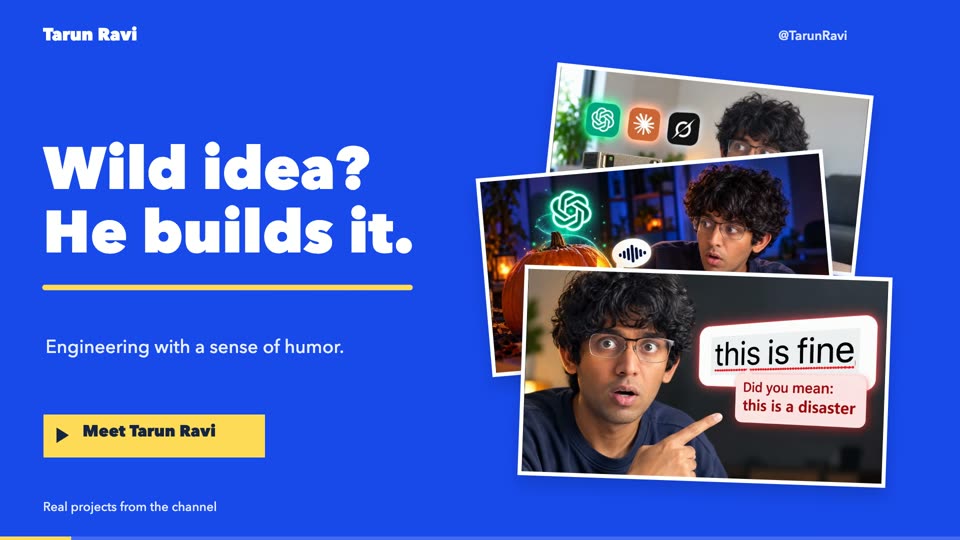 Tarun Ravi
@TarunRavi
Wild idea?
He builds it.
Engineering with a sense of humor.
Meet Tarun Ravi
Real projects from the channel
this is fine
Did you mean:
this is a disaster